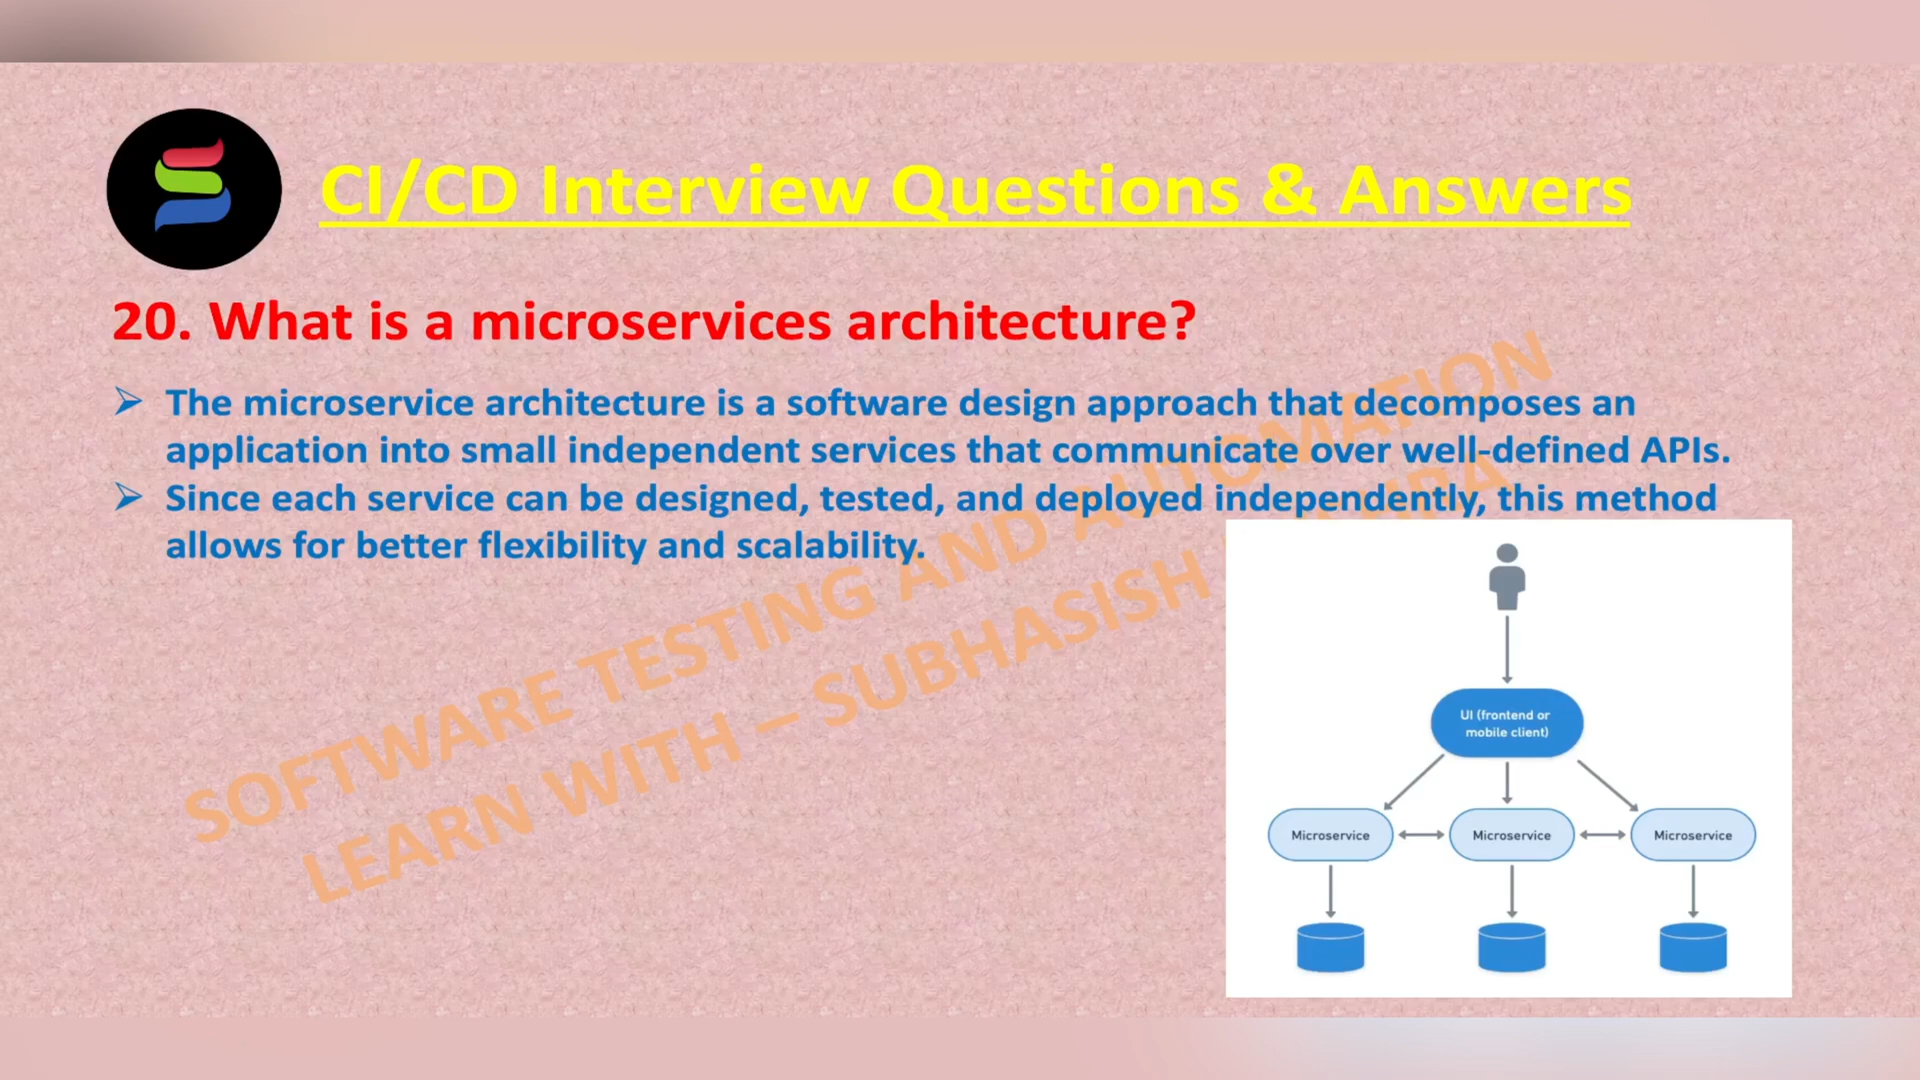 CI/CD Interview Questions & Answers
20. What is a microservices architecture?
➢ The microservice architecture is a software design approach that decomposes an
application into small independent services that communicate over well-defined APIs.
➢ Since each service can be designed, tested, and deployed independently, this method
allows for better flexibility and scalability.
SOFTWARE TESTING AND AUTOMATION
LEARN WITH – SUBHASISH
UI (frontend or
mobile client)
Microservice Microservice Microservice